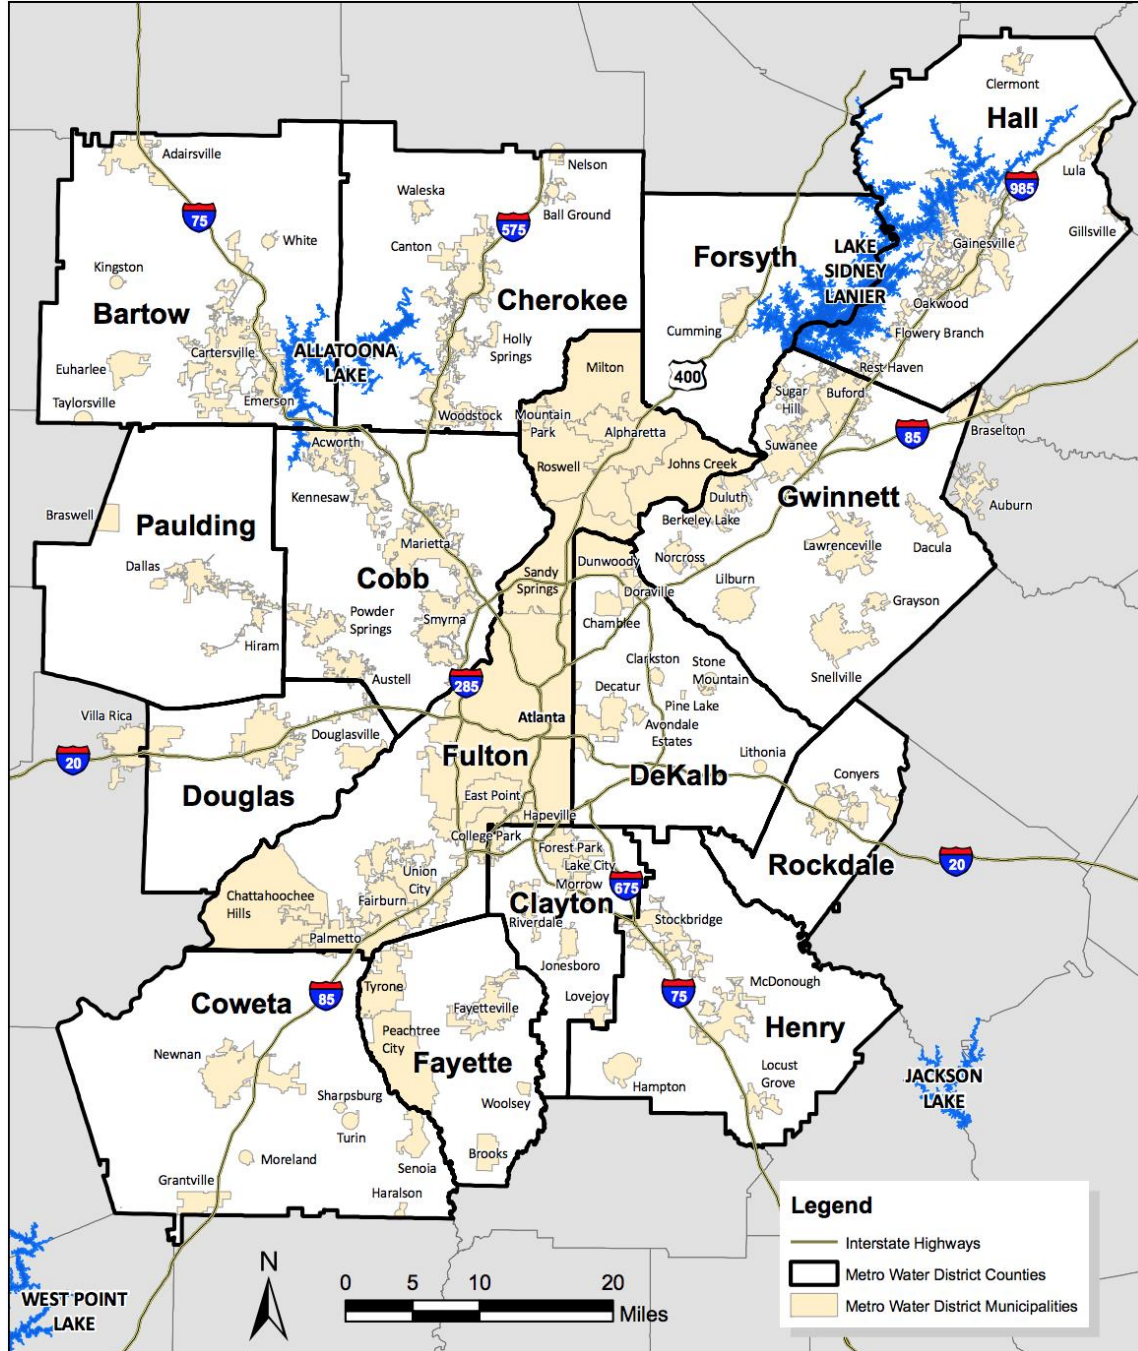 Clermont
Hall
Adairsville
Nelson
Lula
Waleska
985
75
Ball Ground
575
White
Canton
Gillsville
Gainesville
Forsyth
LAKE
SIDNEY
LANIER
Kingston
Cherokee
Bartow
Oakwood
Cumming
Flowery Branch
Holly
Springs
Cartersville
ALLATOONA
LAKE
Milton
Euharlee
Rest Haven
400
Sugar
Hill
Buford
Emerson
Taylorsville
Woodstock
Mountain
Park
Alpharetta
Braselton
85
Acworth
Suwanee
Roswell
Johns Creek
Kennesaw
Duluth
Gwinnett
Auburn
Braswell
Paulding
Berkeley Lake
Marietta
Lawrenceville
Dacula
Dallas
Norcross
Dunwoody
Cobb
Sandy
Springs
Lilburn
Doraville
Grayson
Powder
Springs
Smyrna
Chamblee
Hiram
Clarkston
Stone
Mountain
Austell
Snellville
285
Decatur
Pine Lake
Villa Rica
Atlanta
Avondale
Estates
Douglasville
Fulton
Lithonia
20
DeKalb
Conyers
Douglas
East Point
Hapeville
College Park
Forest Park
Lake City
Rockdale
20
Union
City
Morrow
675
Chattahoochee
Hills
Fairburn
Clayton
Riverdale
Stockbridge
Palmetto
Jonesboro
Tyrone
McDonough
Coweta
85
75
Lovejoy
Fayetteville
Henry
Peachtree
City
Newnan
Fayette
Locust
Grove
JACKSON
LAKE
Hampton
Sharpsburg
Woolsey
Turin
Brooks
Moreland
Senoia
Grantville
Haralson
Legend
Interstate Highways
Metro Water District Counties
Metro Water District Municipalities
N
0 5 10 20
Miles
WEST POINT
LAKE